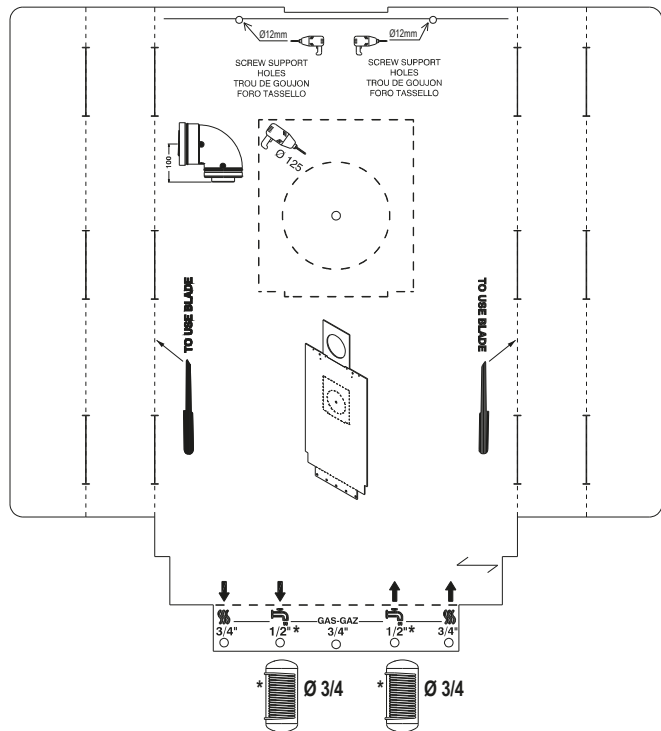 Ø12mm
Ø12mm
SCREW SUPPORT
HOLES
TROU DE GOUJON
FORO TASSELLO
SCREW SUPPORT
HOLES
TROU DE GOUJON
FORO TASSELLO
100
Ø 125
TO USE BLADE
TO USE BLADE
GAS-GAZ
3/4" 1/2"* 3/4" 1/2"* 3/4"
* Ø 3/4 * Ø 3/4